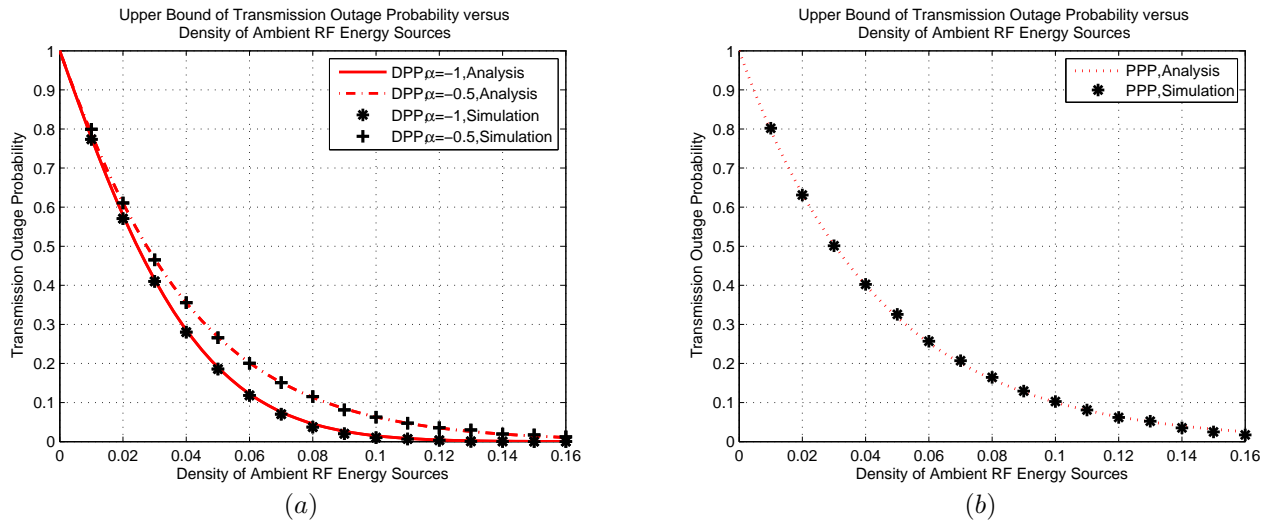 Upper Bound of Transmission Outage Probability versus
Density of Ambient RF Energy Sources
1
0.9
0.8
0.7
0.6
0.5
0.4
0.3
0.2
0.1
0
Transmission Outage Probability
DPP α=−1,Analysis
DPP α=−0.5,Analysis
DPP α=−1,Simulation
DPP α=−0.5,Simulation
0 0.02 0.04 0.06 0.08 0.1 0.12 0.14 0.16
Density of Ambient RF Energy Sources
(a)
Upper Bound of Transmission Outage Probability versus
Density of Ambient RF Energy Sources
1
0.9
0.8
0.7
0.6
0.5
0.4
0.3
0.2
0.1
0
Transmission Outage Probability
PPP,Analysis
PPP,Simulation
0 0.02 0.04 0.06 0.08 0.1 0.12 0.14 0.16
Density of Ambient RF Energy Sources
(b)